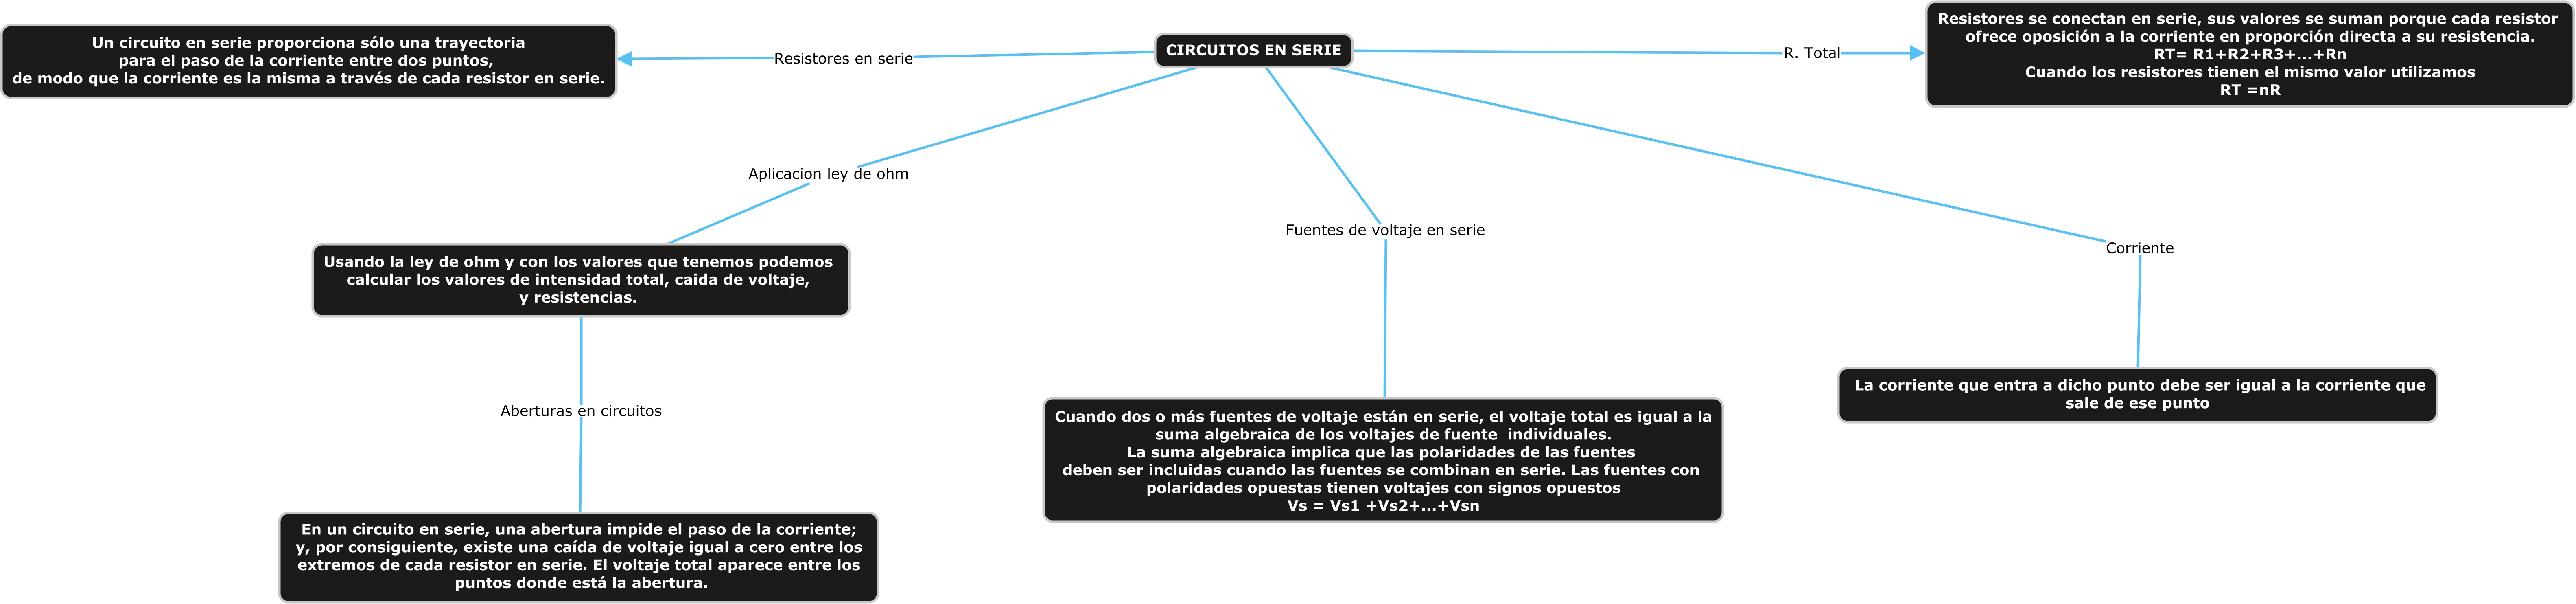 CIRCUITOS EN SERIE
Resistores en serie
Un circuito en serie proporciona sólo una trayectoria
para el paso de la corriente entre dos puntos,
de modo que la corriente es la misma a través de cada resistor en serie.
R. Total
Resistores se conectan en serie, sus valores se suman porque cada resistor
ofrece oposición a la corriente en proporción directa a su resistencia.
RT= R1+R2+R3+...+Rn
Cuando los resistores tienen el mismo valor utilizamos
RT =nR
Aplicacion ley de ohm
Usando la ley de ohm y con los valores que tenemos podemos
calcular los valores de intensidad total, caida de voltaje,
y resistencias.
Aberturas en circuitos
En un circuito en serie, una abertura impide el paso de la corriente;
y, por consiguiente, existe una caída de voltaje igual a cero entre los
extremos de cada resistor en serie. El voltaje total aparece entre los
puntos donde está la abertura.
Fuentes de voltaje en serie
Cuando dos o más fuentes de voltaje están en serie, el voltaje total es igual a la
suma algebraica de los voltajes de fuente  individuales.
La suma algebraica implica que las polaridades de las fuentes
deben ser incluidas cuando las fuentes se combinan en serie. Las fuentes con
polaridades opuestas tienen voltajes con signos opuestos
Vs = Vs1 +Vs2+...+Vsn
Corriente
La corriente que entra a dicho punto debe ser igual a la corriente que
sale de ese punto